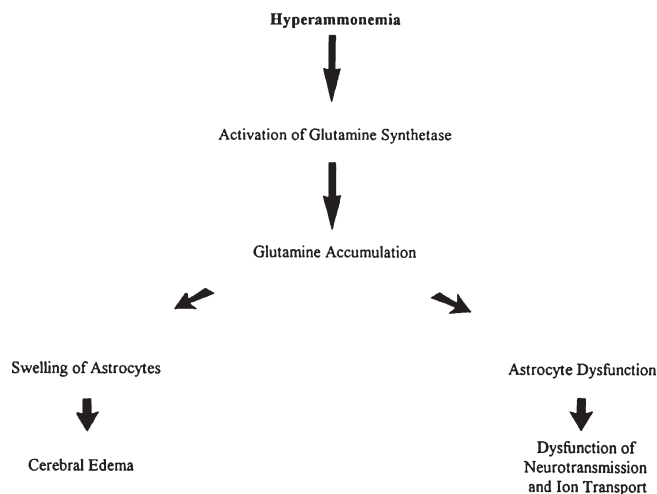 Hyperammonemia
Activation of Glutamine Synthetase
Glutamine Accumulation
Swelling of Astrocytes
Astrocyte Dysfunction
Cerebral Edema
Dysfunction of
Neurotransmission
and Ion Transport